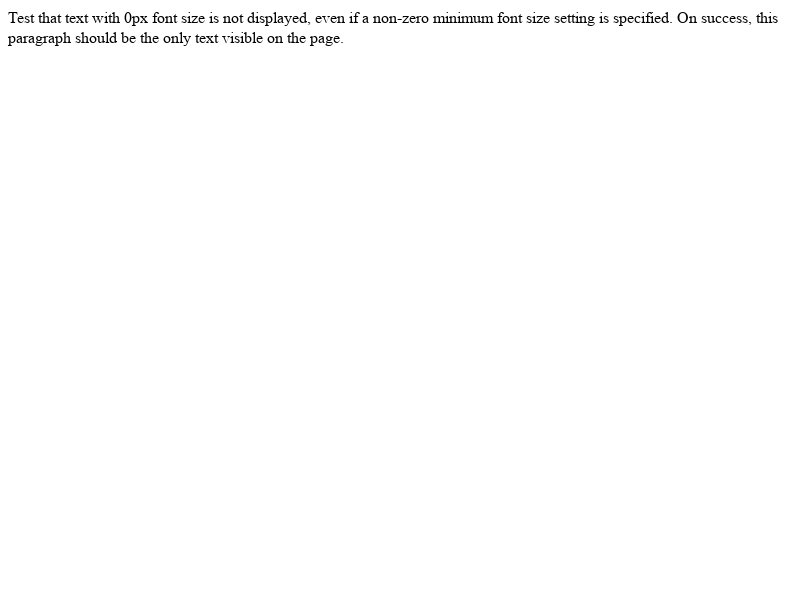 Test that text with 0px font size is not displayed, even if a non-zero minimum font size setting is specified. On success, this
paragraph should be the only text visible on the page.